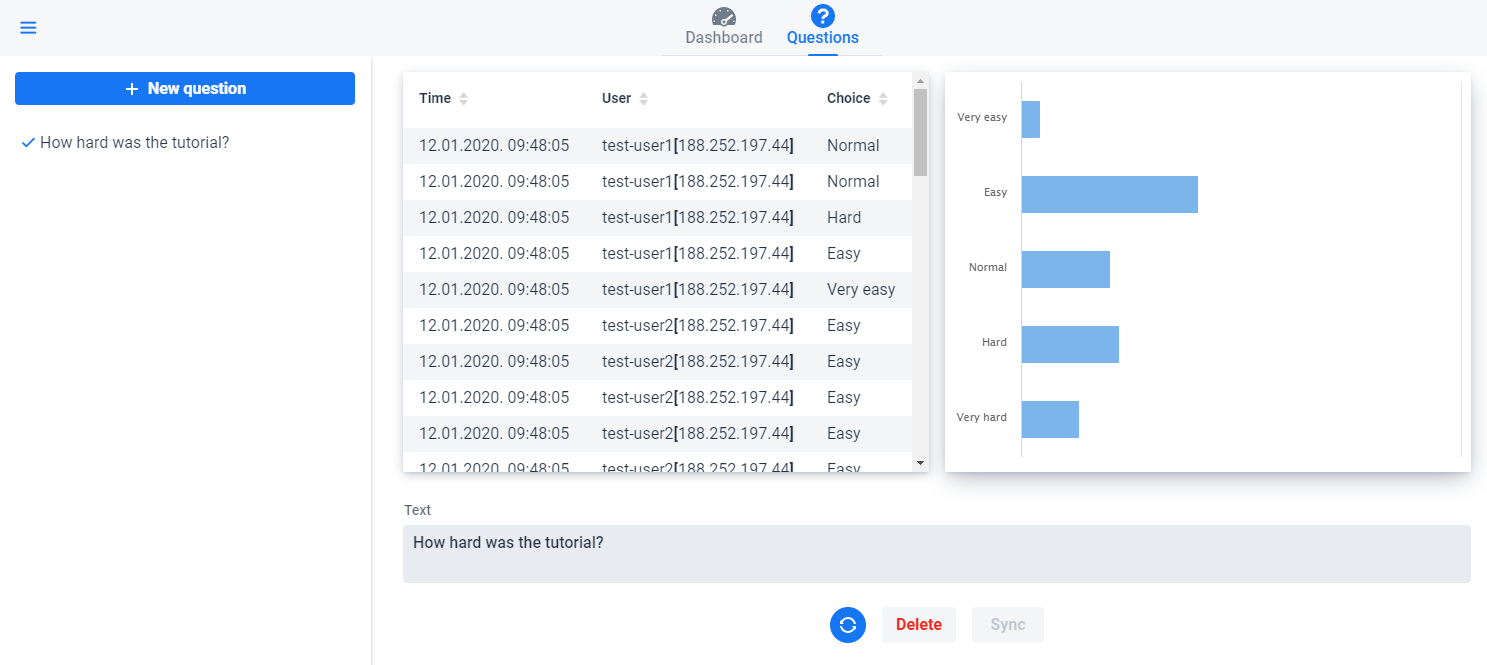 Dashboard
Questions
+ New question
How hard was the tutorial?
Time User Choice
12.01.2020. 09:48:05 test-user1[188.252.197.44] Normal
12.01.2020. 09:48:05 test-user1[188.252.197.44] Normal
12.01.2020. 09:48:05 test-user1[188.252.197.44] Hard
12.01.2020. 09:48:05 test-user1[188.252.197.44] Easy
12.01.2020. 09:48:05 test-user1[188.252.197.44] Very easy
12.01.2020. 09:48:05 test-user2[188.252.197.44] Easy
12.01.2020. 09:48:05 test-user2[188.252.197.44] Easy
12.01.2020. 09:48:05 test-user2[188.252.197.44] Easy
12.01.2020. 09:48:05 test-user2[188.252.197.44] Easy
12.01.2020. 09:48:05 test-user2[188.252.197.44] Easy
Very easy
Easy
Normal
Hard
Very hard
Text
How hard was the tutorial?
Delete
Sync